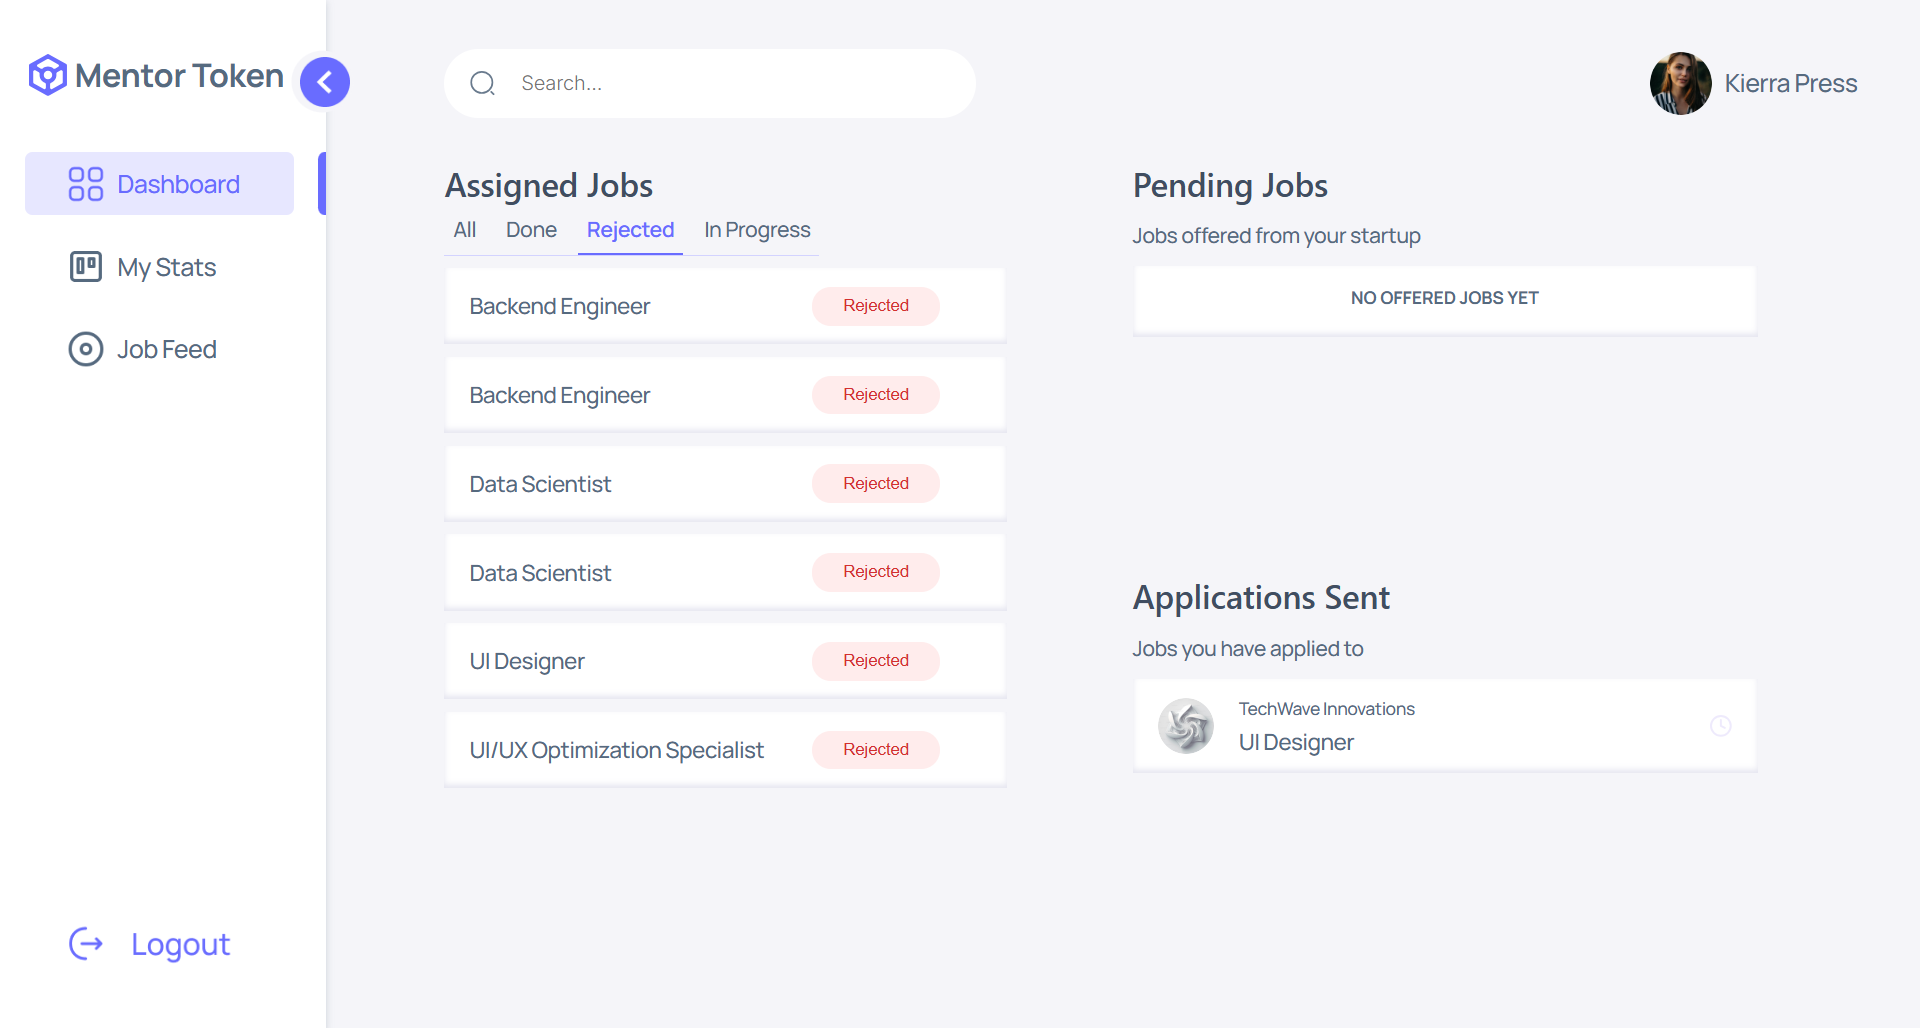 Mentor Token
Search...
Kierra Press
Dashboard
My Stats
Job Feed
Logout
Assigned Jobs
All Done Rejected In Progress
Backend Engineer Rejected
Backend Engineer Rejected
Data Scientist Rejected
Data Scientist Rejected
UI Designer Rejected
UI/UX Optimization Specialist Rejected
Pending Jobs
Jobs offered from your startup
NO OFFERED JOBS YET
Applications Sent
Jobs you have applied to
TechWave Innovations
UI Designer